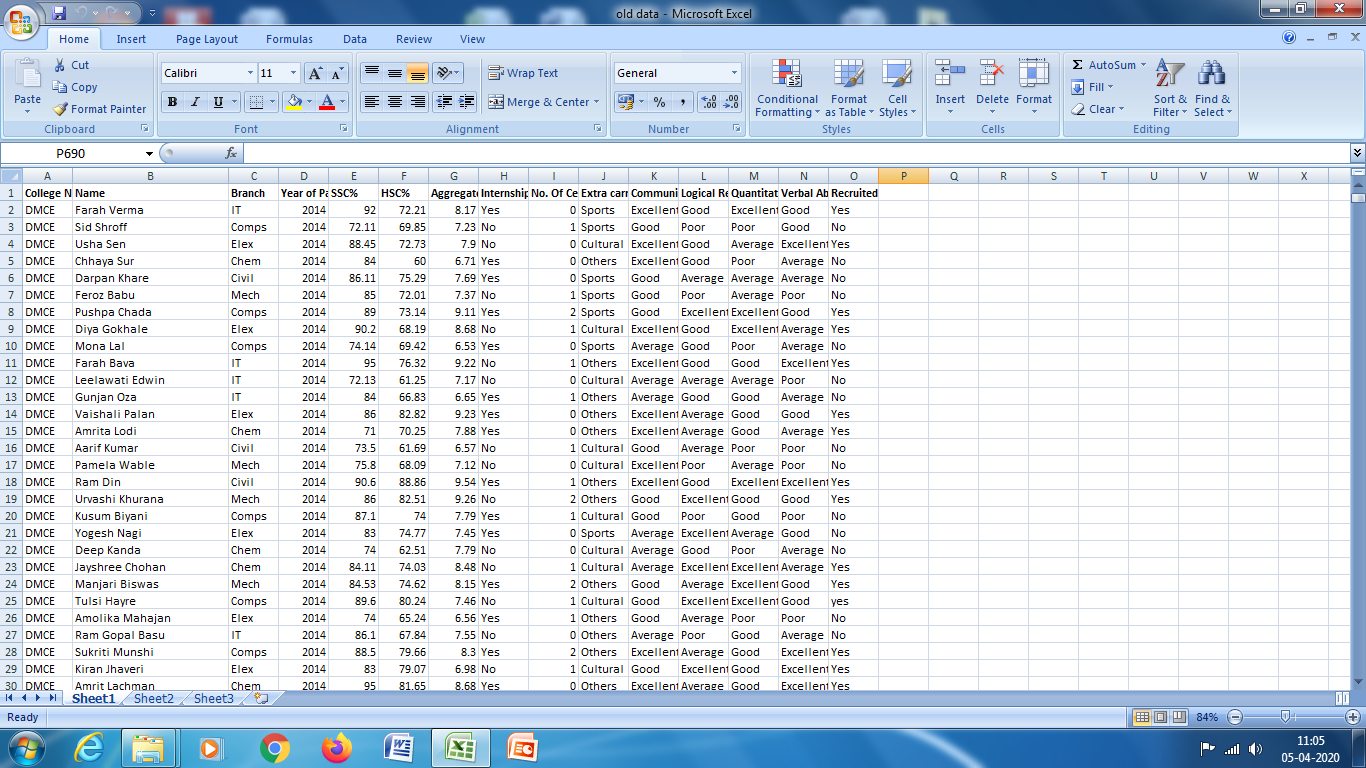 old data - Microsoft Excel
Home Insert Page Layout Formulas Data Review View
Cut
Copy
Format Painter
Paste
Calibri 11
B I U
Wrap Text
Merge & Center
General
% ,
Conditional Formatting
Format as Table
Cell Styles
Insert Delete Format
Σ AutoSum
Fill
Clear
Sort & Filter
Find & Select
Clipboard Font Alignment Number Styles Cells Editing
P690 fx
A B C D E F G H I J K L M N O P Q R S T U V W X
1 College N Name Branch Year of Pa SSC% HSC% Aggregate Internship No. Of Ce Extra carr Communi Logical Re Quantitat Verbal Ab Recruited
2 DMCE Farah Verma IT 2014 92 72.21 8.17 Yes 0 Sports Excellent Good Excellent Good Yes
3 DMCE Sid Shroff Comps 2014 72.11 69.85 7.23 No 1 Sports Good Poor Poor Good No
4 DMCE Usha Sen Elex 2014 88.45 72.73 7.9 No 0 Cultural Excellent Good Average Excellent Yes
5 DMCE Chhaya Sur Chem 2014 84 60 6.71 Yes 0 Others Excellent Good Poor Average No
6 DMCE Darpan Khare Civil 2014 86.11 75.29 7.69 Yes 0 Sports Good Average Average Average No
7 DMCE Feroz Babu Mech 2014 85 72.01 7.37 No 1 Sports Good Poor Average Poor No
8 DMCE Pushpa Chada Comps 2014 89 73.14 9.11 Yes 2 Sports Good Excellent Excellent Good Yes
9 DMCE Diya Gokhale Elex 2014 90.2 68.19 8.68 No 1 Cultural Excellent Good Excellent Average Yes
10 DMCE Mona Lal Comps 2014 74.14 69.42 6.53 Yes 0 Sports Average Good Poor Average No
11 DMCE Farah Bava IT 2014 95 76.32 9.22 No 1 Others Excellent Good Good Excellent Yes
12 DMCE Leelawati Edwin IT 2014 72.13 61.25 7.17 No 0 Cultural Average Average Average Poor No
13 DMCE Gunjan Oza IT 2014 84 66.83 6.65 Yes 1 Others Average Good Good Average No
14 DMCE Vaishali Palan Elex 2014 86 82.82 9.23 Yes 0 Others Excellent Average Good Good Yes
15 DMCE Amrita Lodi Chem 2014 71 70.25 7.88 Yes 0 Others Excellent Average Good Average Yes
16 DMCE Aarif Kumar Civil 2014 73.5 61.69 6.57 No 1 Cultural Good Average Poor Poor No
17 DMCE Pamela Wable Mech 2014 75.8 68.09 7.12 No 0 Cultural Excellent Poor Average Poor No
18 DMCE Ram Din Civil 2014 90.6 88.86 9.54 Yes 1 Others Excellent Good Excellent Excellent Yes
19 DMCE Urvashi Khurana Mech 2014 86 82.51 9.26 No 2 Others Good Excellent Good Good Yes
20 DMCE Kusum Biyani Comps 2014 87.1 74 7.79 Yes 1 Cultural Good Poor Good Poor No
21 DMCE Yogesh Nagi Elex 2014 83 74.77 7.45 Yes 0 Sports Average Excellent Average Good No
22 DMCE Deep Kanda Chem 2014 74 62.51 7.79 No 0 Cultural Average Good Poor Average No
23 DMCE Jayshree Chohan Chem 2014 84.11 74.03 8.48 No 1 Cultural Average Excellent Excellent Average Yes
24 DMCE Manjari Biswas Mech 2014 84.53 74.62 8.15 Yes 2 Others Good Average Excellent Good Yes
25 DMCE Tulsi Hayre Comps 2014 89.6 80.24 7.46 No 1 Cultural Good Excellent Excellent Good yes
26 DMCE Amolika Mahajan Elex 2014 74 65.24 6.56 Yes 1 Others Good Average Poor Poor No
27 DMCE Ram Gopal Basu IT 2014 86.1 67.84 7.55 No 0 Others Average Poor Good Average No
28 DMCE Sukriti Munshi Comps 2014 88.5 79.66 8.3 Yes 2 Others Average Excellent Good Excellent Yes
29 DMCE Kiran Jhaveri Elex 2014 83 79.07 6.98 No 1 Cultural Good Excellent Good Excellent Yes
30 DMCE Amrit Lachman Chem 2014 95 81.65 8.68 Yes 0 Others Excellent Average Good Excellent Yes
Sheet1 Sheet2 Sheet3
Ready 84%
11:05
05-04-2020